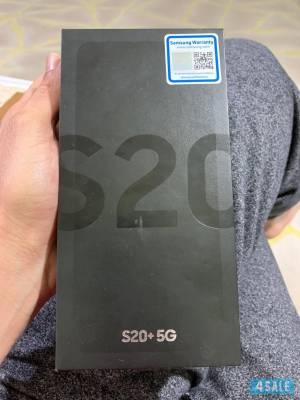 Samsung Warranty
S20
S20+ 5G
4SALE